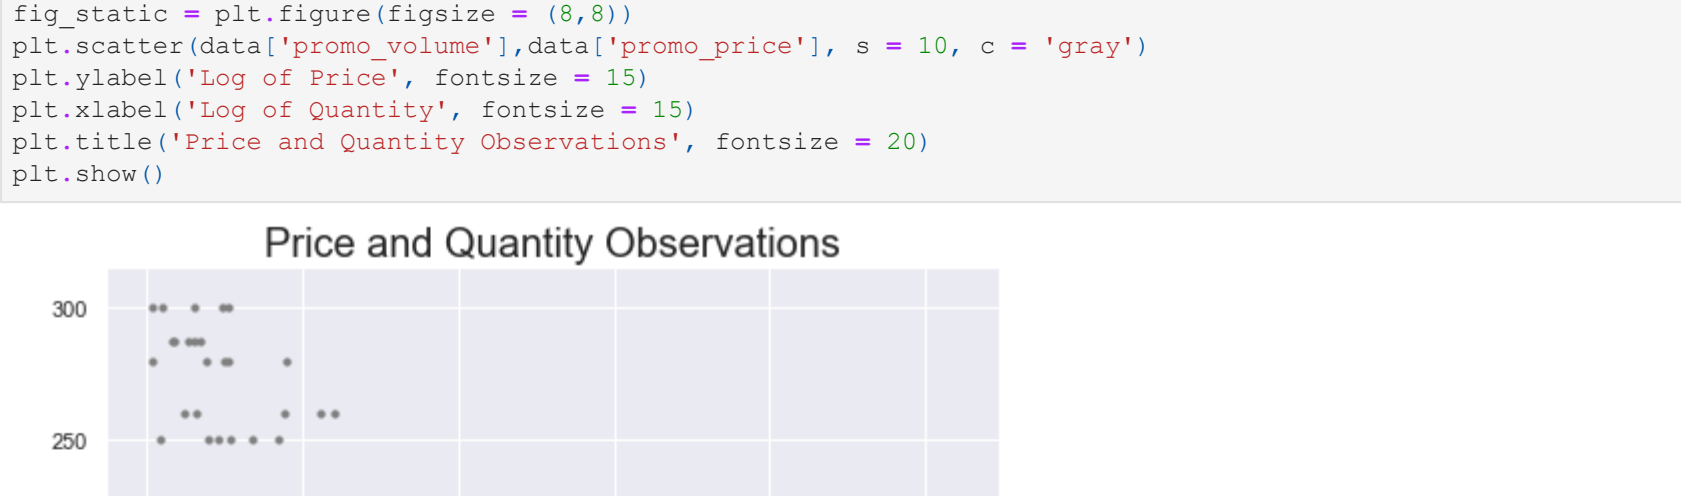 fig_static = plt.figure(figsize = (8,8))
plt.scatter(data['promo_volume'],data['promo_price'], s = 10, c = 'gray')
plt.ylabel('Log of Price', fontsize = 15)
plt.xlabel('Log of Quantity', fontsize = 15)
plt.title('Price and Quantity Observations', fontsize = 20)
plt.show()
Price and Quantity Observations
300
250